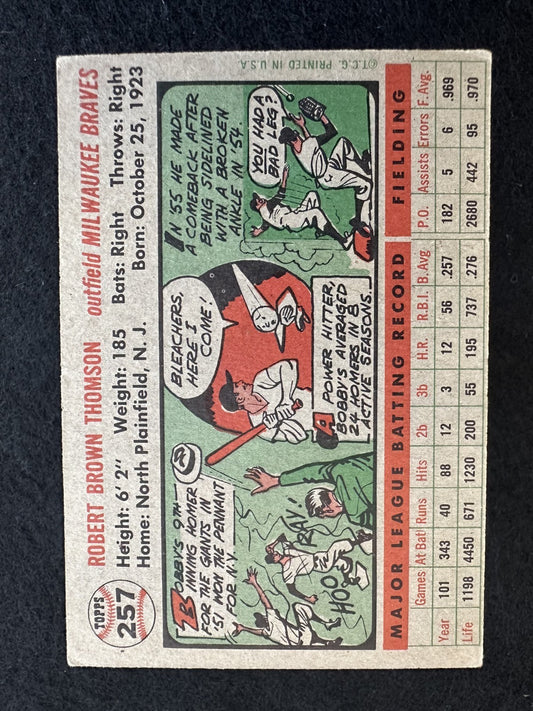 TOPPS
257
ROBERT BROWN THOMSON outfield MILWAUKEE BRAVES
Height: 6' 2" Weight: 185 Bats: Right Throws: Right
Home: North Plainfield, N. J. Born: October 25, 1923
BOBBY'S 9TH
INNING HOMER
FOR THE GIANTS IN
'51 WON THE PENNANT
FOR N.Y.
HOO
RAY!
BLEACHERS,
HERE I
COME!
A POWER HITTER,
BOBBY'S AVERAGED
24 HOMERS IN 8
ACTIVE SEASONS.
IN '55 HE MADE
A COMEBACK AFTER
BEING SIDELINED
WITH A BROKEN
ANKLE IN '54
YOU HAD A
BAD LEG?
©T.C.G. PRINTED IN U.S.A.
MAJOR LEAGUE BATTING RECORD FIELDING
Games At Bat Runs Hits 2b 3b H.R. R.B.I. B.Avg P.O. Assists Errors F.Avg.
Year 101 343 40 88 12 3 12 56 .257 182 5 6 .969
Life 1198 4450 671 1230 200 55 195 737 .276 2680 442 95 .970